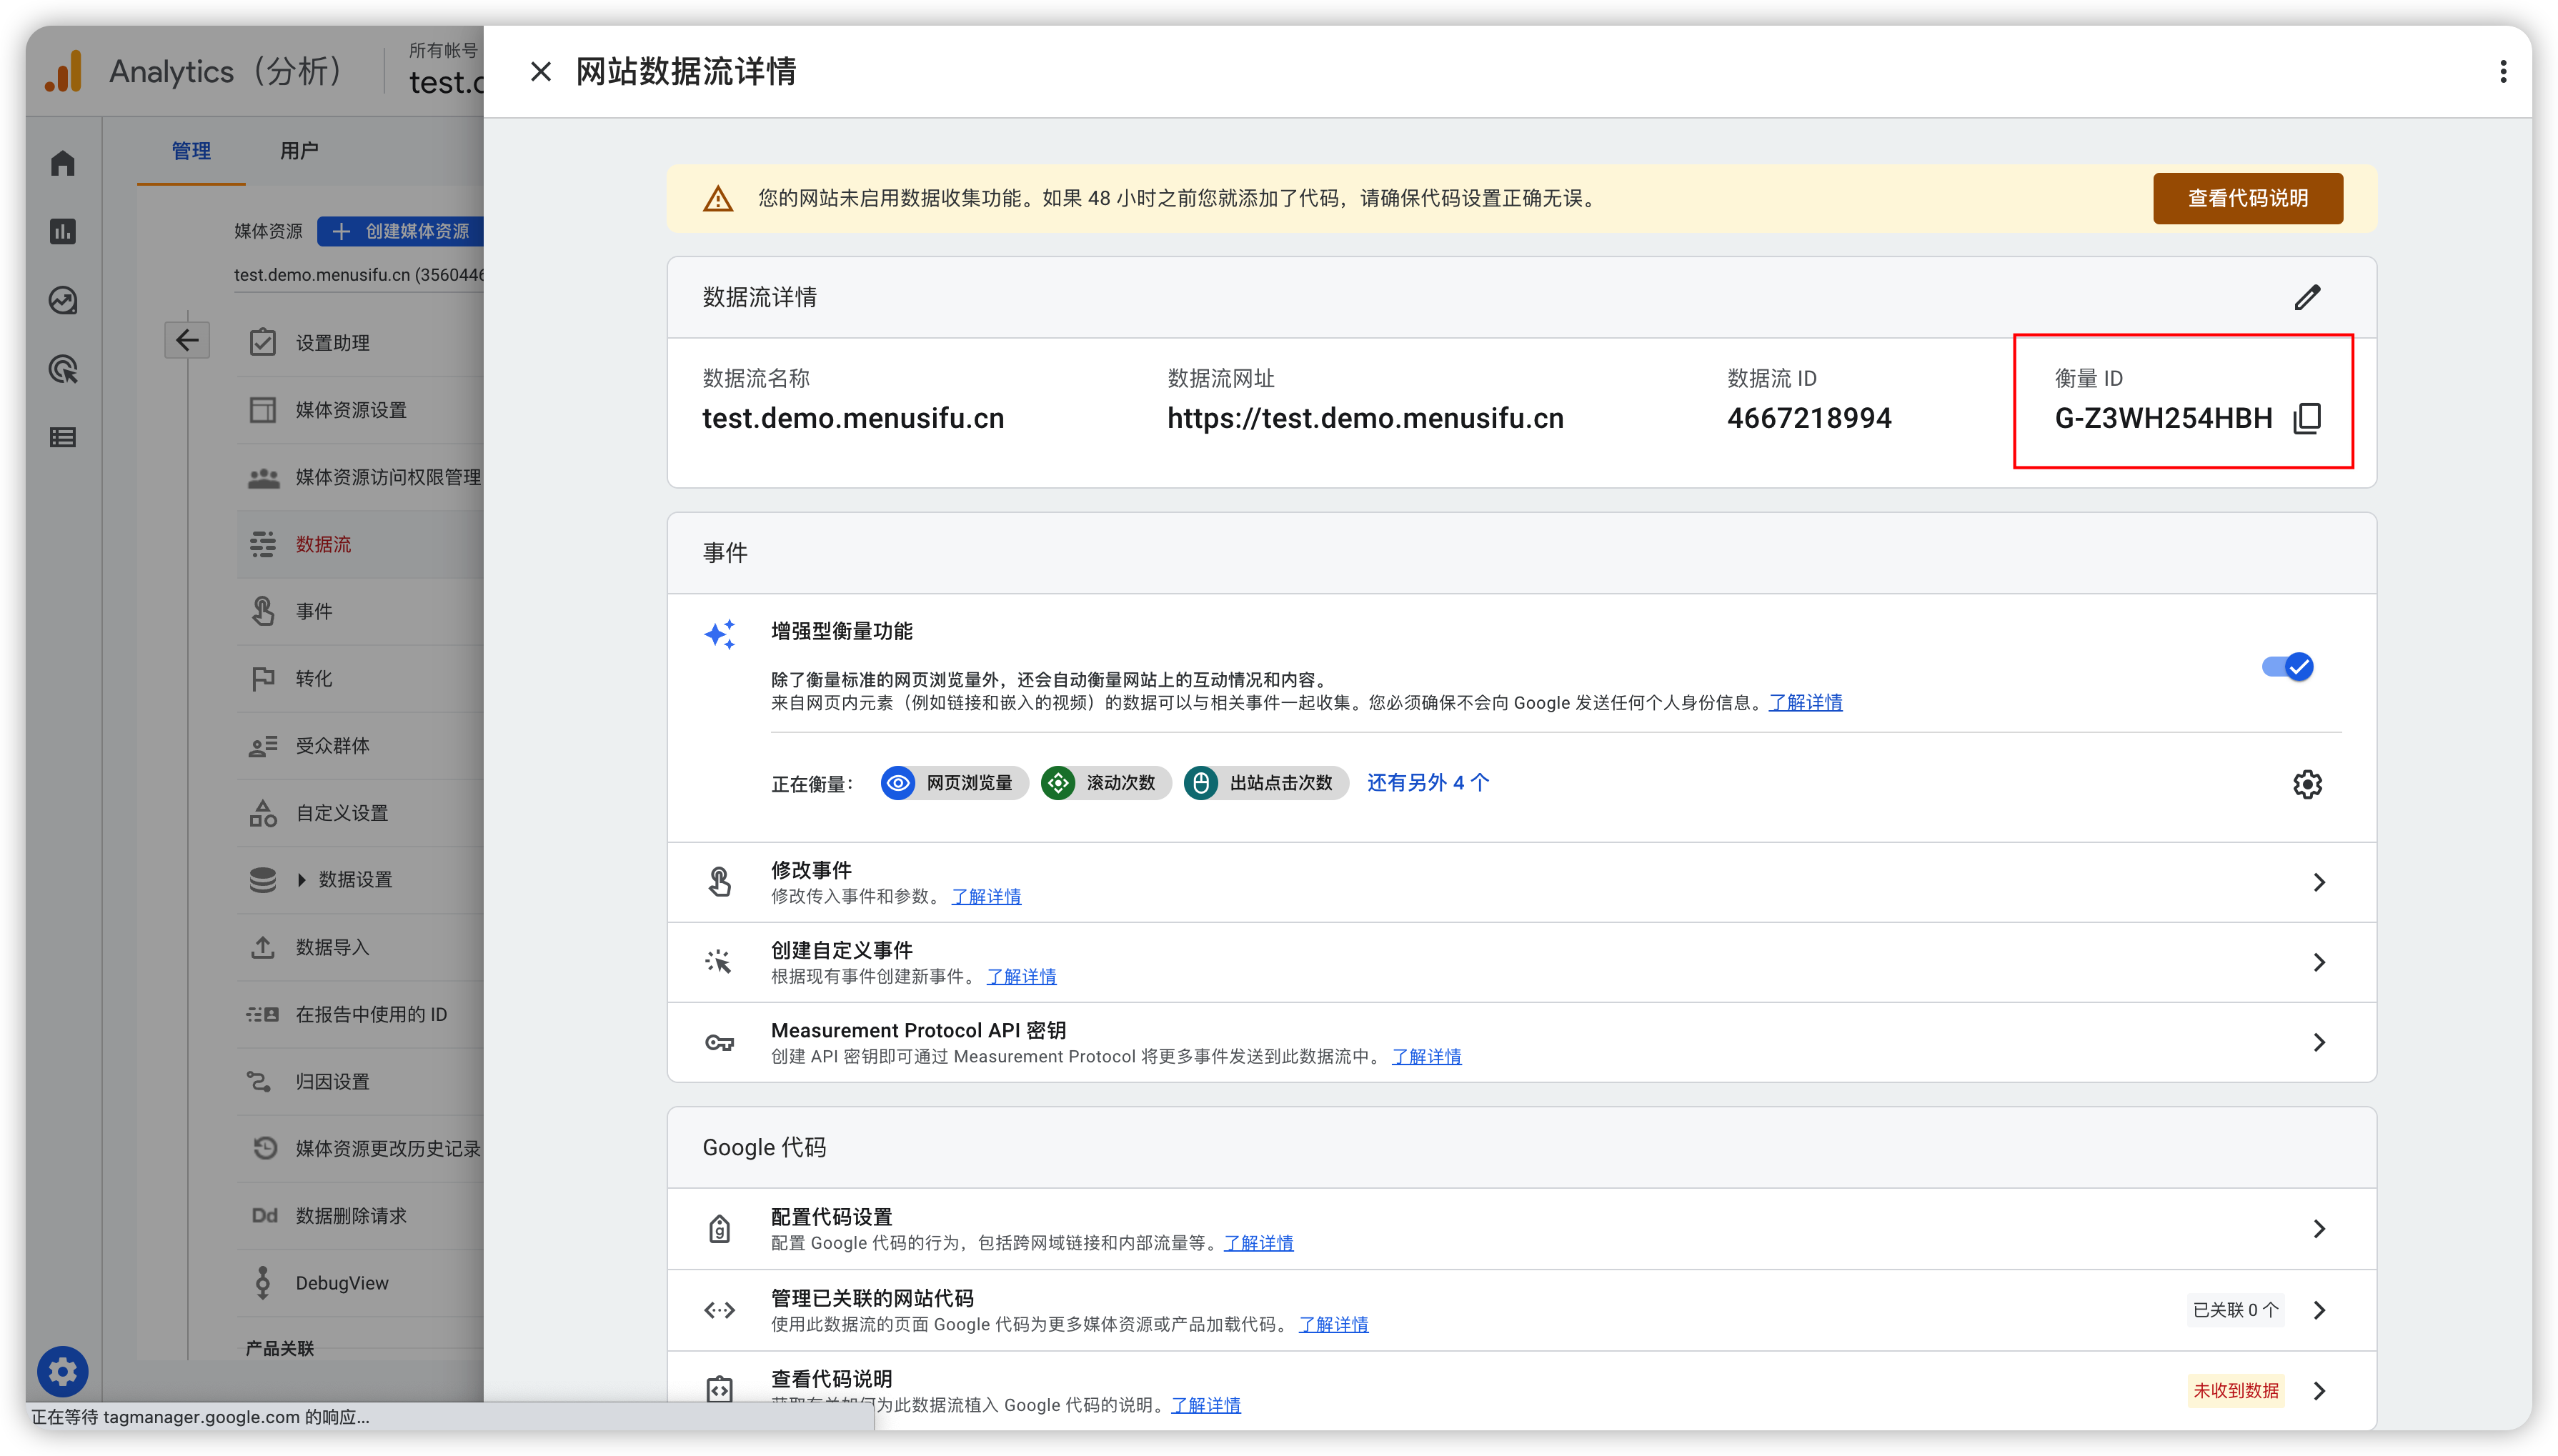 Analytics（分析）
所有帐号
test.c
管理
用户
媒体资源
创建媒体资源
test.demo.menusifu.cn (3560446
设置助理
媒体资源设置
媒体资源访问权限管理
数据流
事件
转化
受众群体
自定义设置
数据设置
数据导入
在报告中使用的 ID
归因设置
媒体资源更改历史记录
Dd 数据删除请求
DebugView
产品关联
正在等待 tagmanager.google.com 的响应...
网站数据流详情
您的网站未启用数据收集功能。如果 48 小时之前您就添加了代码，请确保代码设置正确无误。
查看代码说明
数据流详情
数据流名称
test.demo.menusifu.cn
数据流网址
https://test.demo.menusifu.cn
数据流 ID
4667218994
衡量 ID
G-Z3WH254HBH
事件
增强型衡量功能
除了衡量标准的网页浏览量外，还会自动衡量网站上的互动情况和内容。
来自网页内元素（例如链接和嵌入的视频）的数据可以与相关事件一起收集。您必须确保不会向 Google 发送任何个人身份信息。了解详情
正在衡量： 网页浏览量 滚动次数 出站点击次数 还有另外 4 个
修改事件
修改传入事件和参数。 了解详情
创建自定义事件
根据现有事件创建新事件。 了解详情
Measurement Protocol API 密钥
创建 API 密钥即可通过 Measurement Protocol 将更多事件发送到此数据流中。 了解详情
Google 代码
配置代码设置
配置 Google 代码的行为，包括跨网域链接和内部流量等。了解详情
管理已关联的网站代码
使用此数据流的页面 Google 代码为更多媒体资源或产品加载代码。 了解详情
已关联 0 个
查看代码说明
为此数据流植入 Google 代码的说明。了解详情
未收到数据